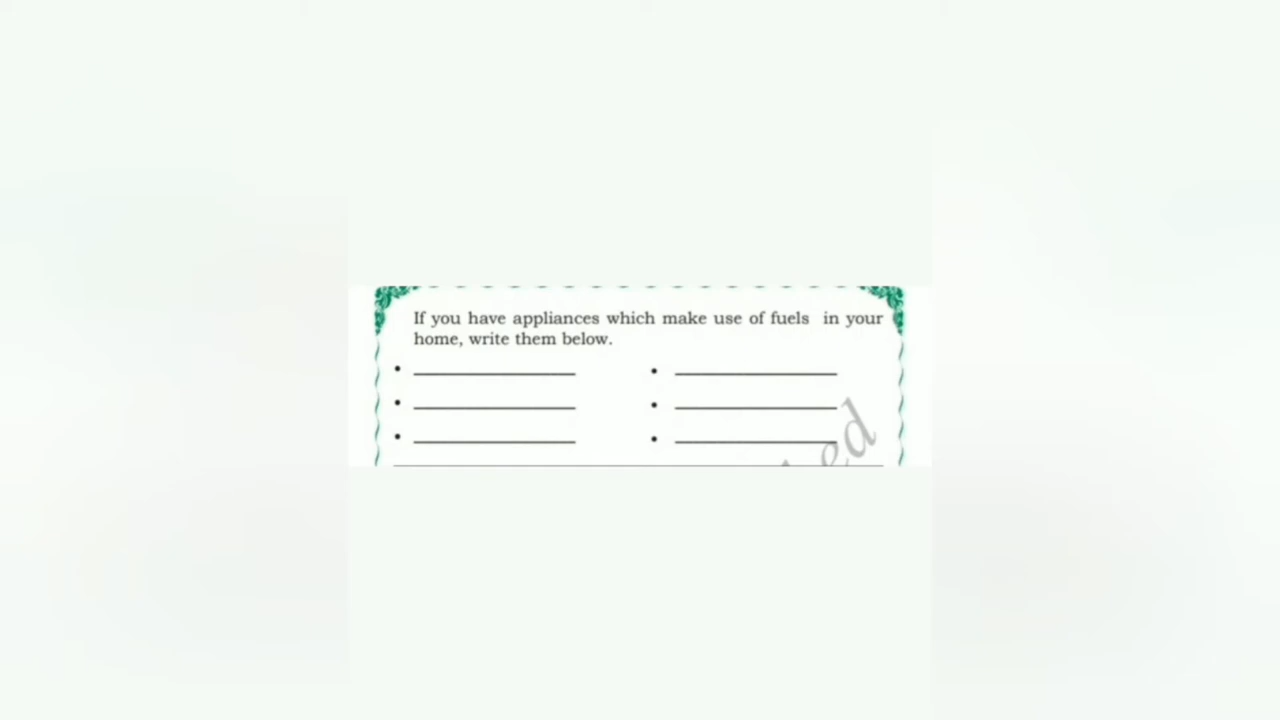 If you have appliances which make use of fuels in your
home, write them below.